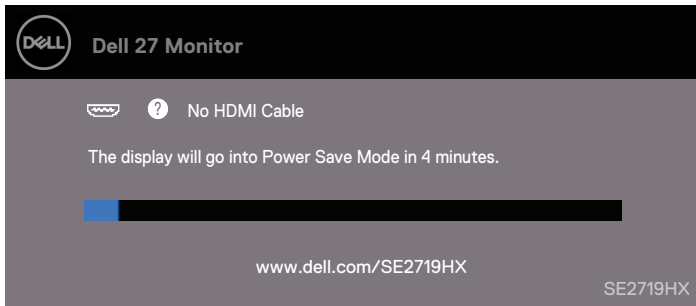 DELL
Dell 27 Monitor
? No HDMI Cable
The display will go into Power Save Mode in 4 minutes.
www.dell.com/SE2719HX
SE2719HX